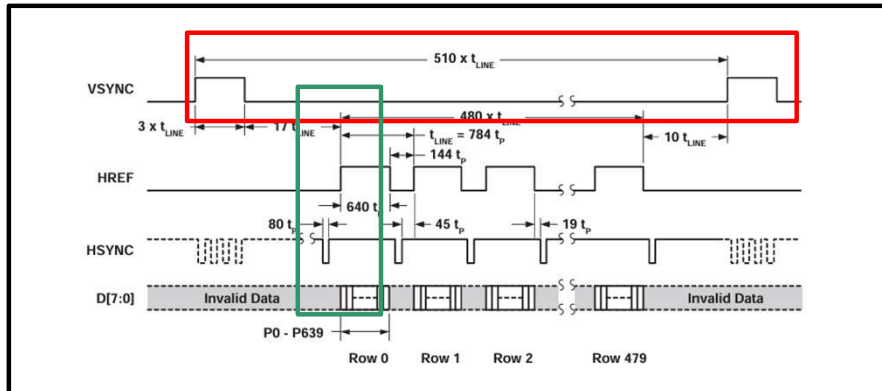 510 x tLINE
VSYNC
480 x tLINE
3 x tLINE
17 tLINE
tLINE = 784 tP
10 tLINE
144 tP
HREF
640 tP
80 tP
45 tP
19 tP
HSYNC
D[7:0]
Invalid Data
Invalid Data
P0 - P639
Row 0
Row 1
Row 2
Row 479